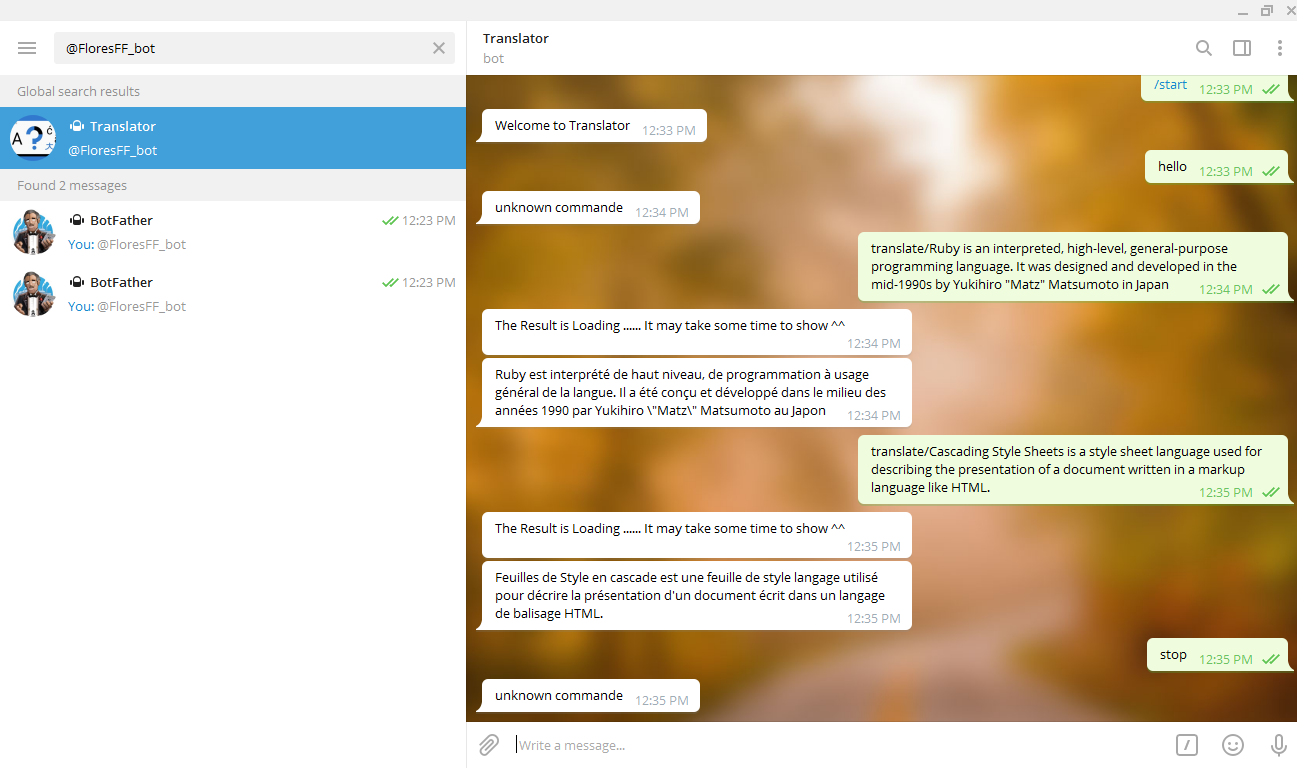 @FloresFF_bot
Global search results
Translator
@FloresFF_bot
Found 2 messages
BotFather 12:23 PM
You: @FloresFF_bot
BotFather 12:23 PM
You: @FloresFF_bot
Translator
bot
/start 12:33 PM
Welcome to Translator 12:33 PM
hello 12:33 PM
unknown commande 12:34 PM
translate/Ruby is an interpreted, high-level, general-purpose
programming language. It was designed and developed in the
mid-1990s by Yukihiro "Matz" Matsumoto in Japan 12:34 PM
The Result is Loading ...... It may take some time to show ^^
12:34 PM
Ruby est interprété de haut niveau, de programmation à usage
général de la langue. Il a été conçu et développé dans le milieu des
années 1990 par Yukihiro \"Matz\" Matsumoto au Japon 12:34 PM
translate/Cascading Style Sheets is a style sheet language used for
describing the presentation of a document written in a markup
language like HTML. 12:35 PM
The Result is Loading ...... It may take some time to show ^^
12:35 PM
Feuilles de Style en cascade est une feuille de style langage utilisé
pour décrire la présentation d'un document écrit dans un langage
de balisage HTML. 12:35 PM
stop 12:35 PM
unknown commande 12:35 PM
Write a message...